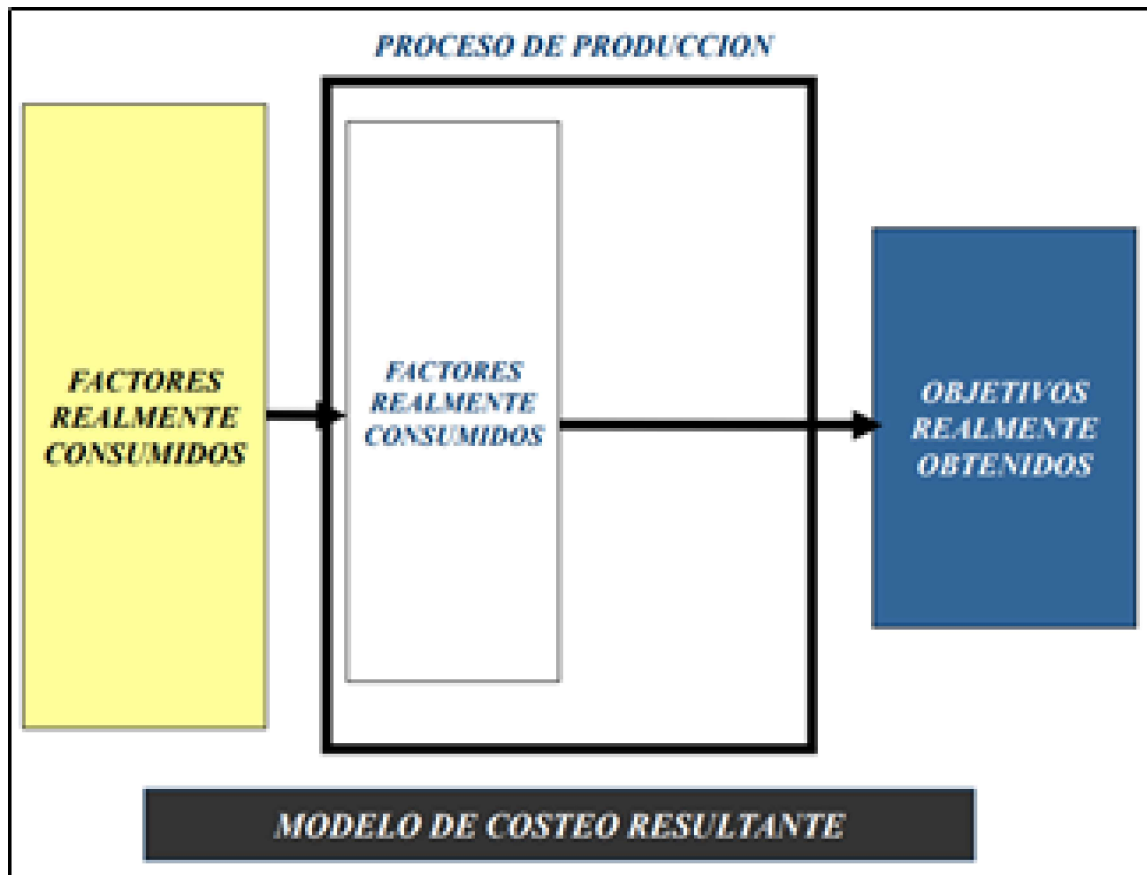 PROCESO DE PRODUCCION
FACTORES
REALMENTE
CONSUMIDOS
FACTORES
REALMENTE
CONSUMIDOS
OBJETIVOS
REALMENTE
OBTENIDOS
MODELO DE COSTEO RESULTANTE